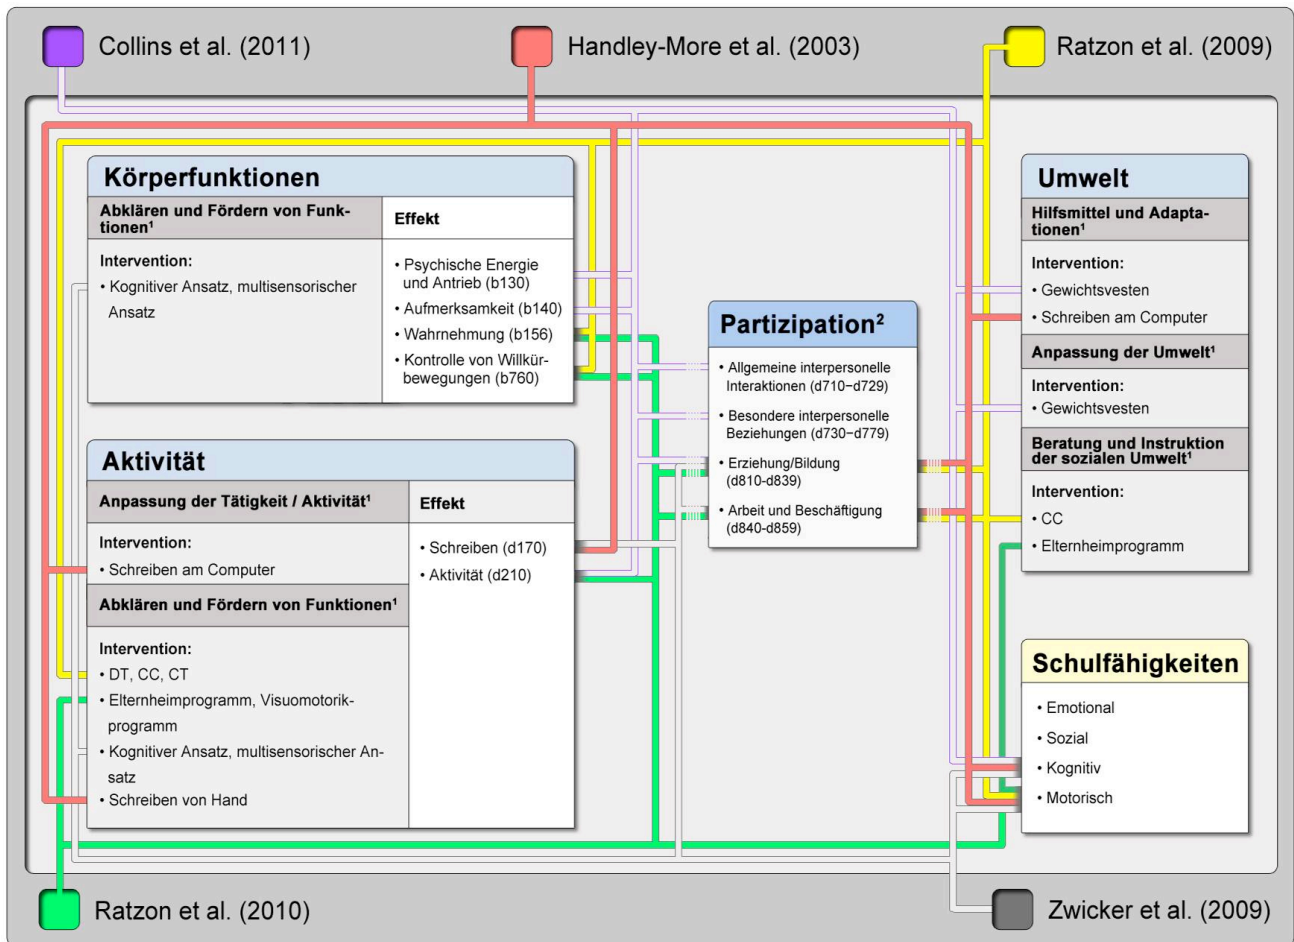 Collins et al. (2011)
Handley-More et al. (2003)
Ratzon et al. (2009)
Körperfunktionen
Abklären und Fördern von Funk-
tionen¹
Effekt
Intervention:
• Kognitiver Ansatz, multisensorischer
Ansatz
• Psychische Energie
und Antrieb (b130)
• Aufmerksamkeit (b140)
• Wahrnehmung (b156)
• Kontrolle von Willkür-
bewegungen (b760)
Aktivität
Anpassung der Tätigkeit / Aktivität¹
Effekt
Intervention:
• Schreiben am Computer
• Schreiben (d170)
• Aktivität (d210)
Abklären und Fördern von Funktionen¹
Intervention:
• DT, CC, CT
• Elternheimprogramm, Visuomotorik-
programm
• Kognitiver Ansatz, multisensorischer An-
satz
• Schreiben von Hand
Partizipation²
• Allgemeine interpersonelle
Interaktionen (d710–d729)
• Besondere interpersonelle
Beziehungen (d730–d779)
• Erziehung/Bildung
(d810-d839)
• Arbeit und Beschäftigung
(d840-d859)
Umwelt
Hilfsmittel und Adapta-
tionen¹
Intervention:
• Gewichtsvesten
• Schreiben am Computer
Anpassung der Umwelt¹
Intervention:
• Gewichtsvesten
Beratung und Instruktion
der sozialen Umwelt¹
Intervention:
• CC
• Elternheimprogramm
Schulfähigkeiten
• Emotional
• Sozial
• Kognitiv
• Motorisch
Ratzon et al. (2010)
Zwicker et al. (2009)